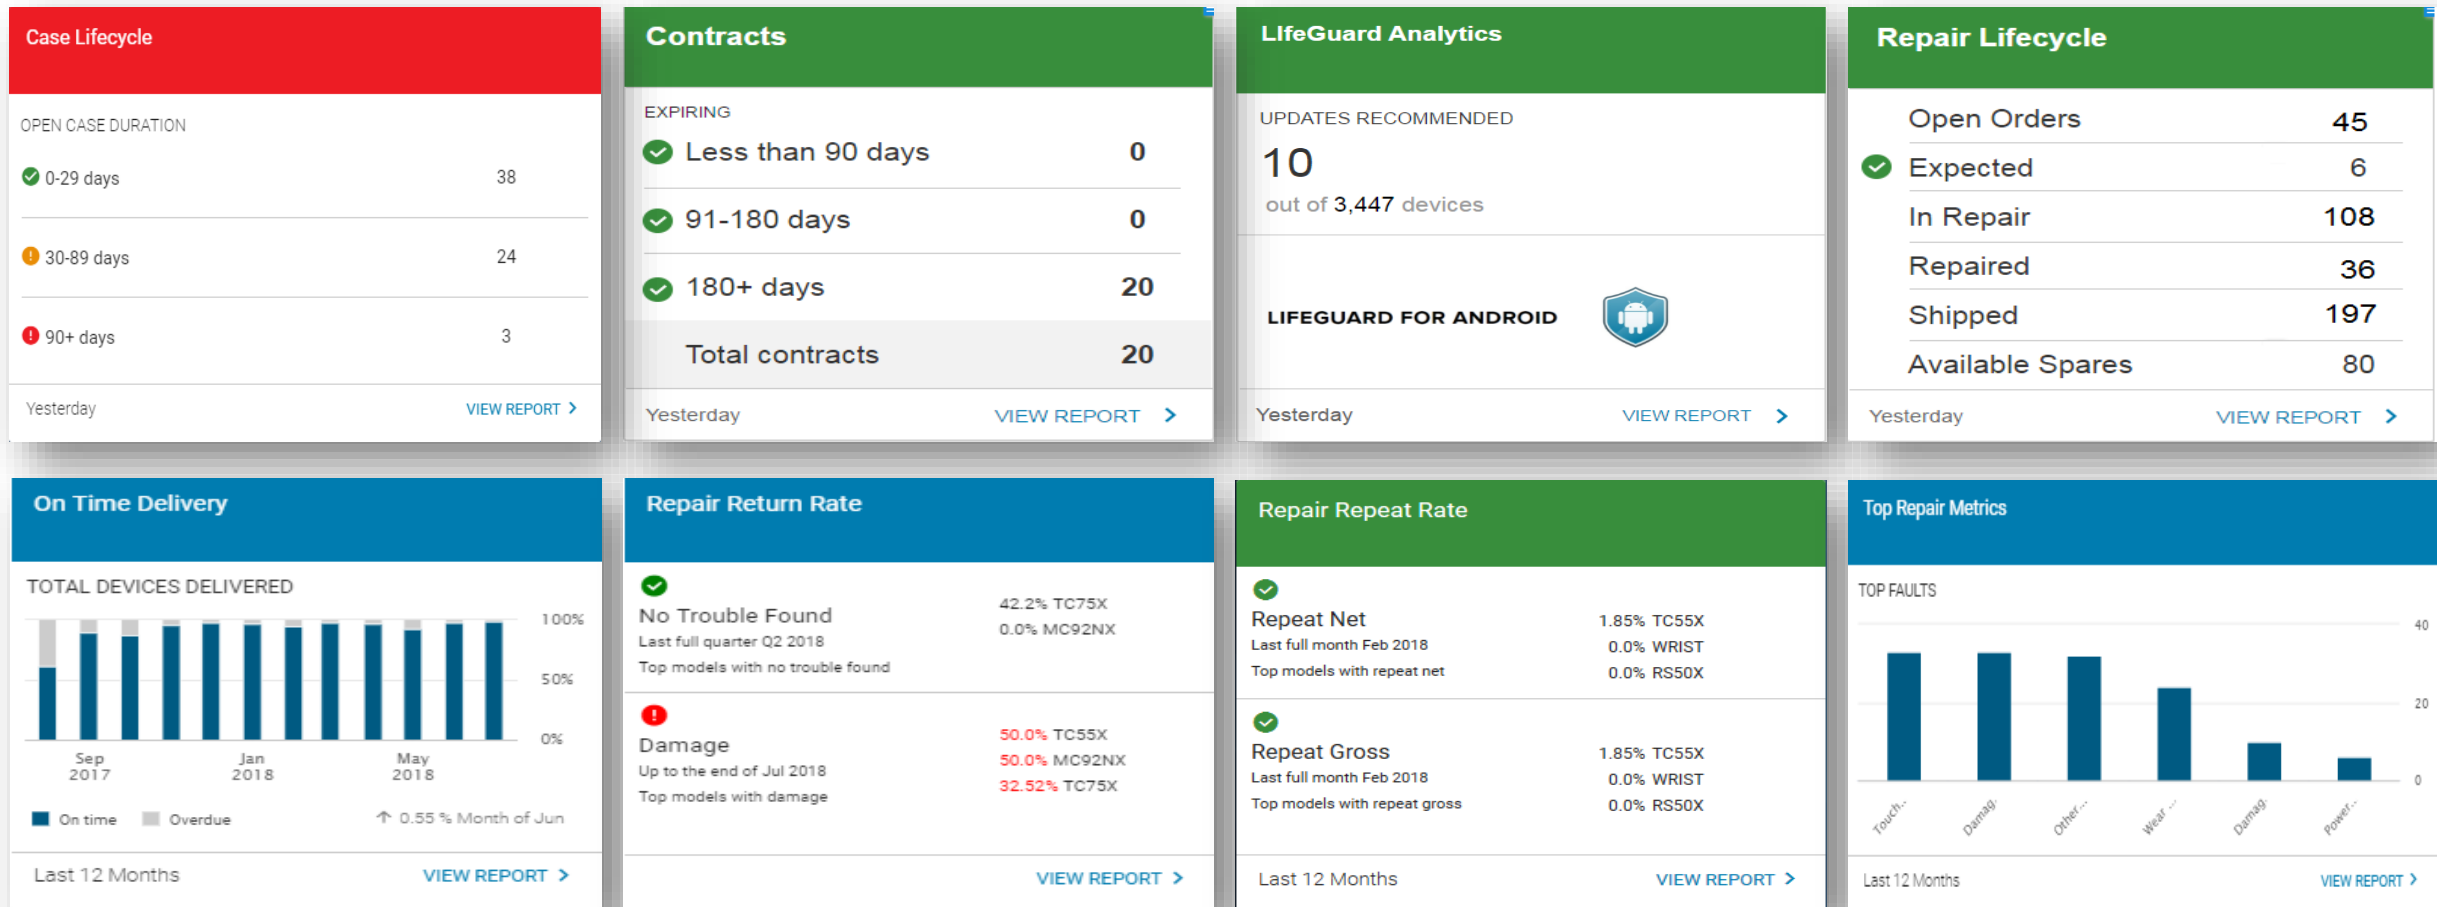 Case Lifecycle
OPEN CASE DURATION
0-29 days 38
30-89 days 24
90+ days 3
Yesterday VIEW REPORT
Contracts
EXPIRING
Less than 90 days 0
91-180 days 0
180+ days 20
Total contracts 20
Yesterday VIEW REPORT
LIfeGuard Analytics
UPDATES RECOMMENDED
10
out of 3,447 devices
LIFEGUARD FOR ANDROID
Yesterday VIEW REPORT
Repair Lifecycle
Open Orders 45
Expected 6
In Repair 108
Repaired 36
Shipped 197
Available Spares 80
Yesterday VIEW REPORT
On Time Delivery
TOTAL DEVICES DELIVERED
100%
50%
0%
Sep Jan May
2017 2018 2018
On time Overdue ↑ 0.55 % Month of Jun
Last 12 Months VIEW REPORT
Repair Return Rate
No Trouble Found 42.2% TC75X
Last full quarter Q2 2018 0.0% MC92NX
Top models with no trouble found
Damage 50.0% TC55X
Up to the end of Jul 2018 50.0% MC92NX
Top models with damage 32.52% TC75X
VIEW REPORT
Repair Repeat Rate
Repeat Net 1.85% TC55X
Last full month Feb 2018 0.0% WRIST
Top models with repeat net 0.0% RS50X
Repeat Gross 1.85% TC55X
Last full month Feb 2018 0.0% WRIST
Top models with repeat gross 0.0% RS50X
Last 12 Months VIEW REPORT
Top Repair Metrics
TOP FAULTS
40
20
0
Touch.. Damag. Other... Wear ... Damag. Power...
Last 12 Months VIEW REPORT